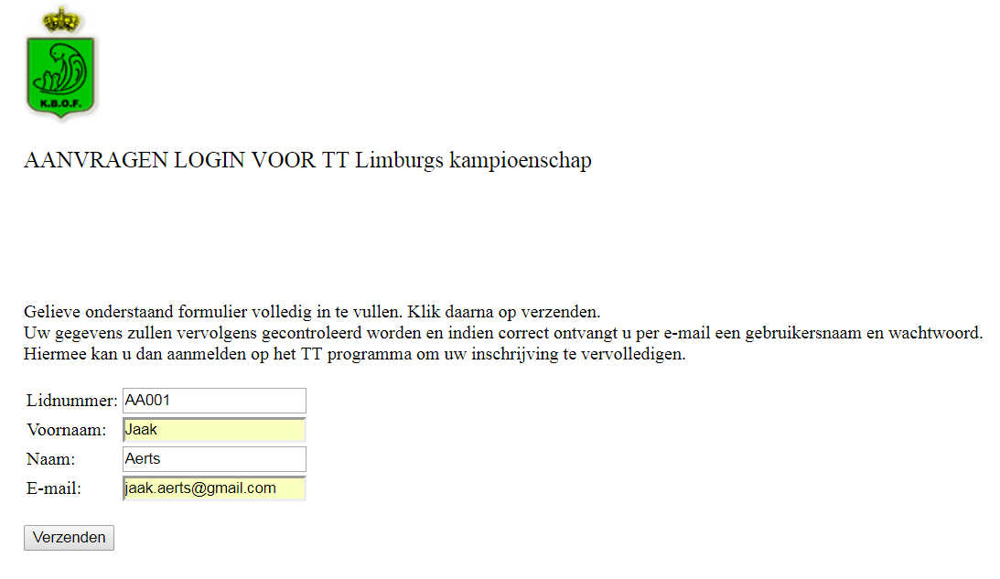 K.B.O.F.
AANVRAGEN LOGIN VOOR TT Limburgs kampioenschap
Gelieve onderstaand formulier volledig in te vullen. Klik daarna op verzenden.
Uw gegevens zullen vervolgens gecontroleerd worden en indien correct ontvangt u per e-mail een gebruikersnaam en wachtwoord.
Hiermee kan u dan aanmelden op het TT programma om uw inschrijving te vervolledigen.
Lidnummer: AA001
Voornaam: Jaak
Naam: Aerts
E-mail: jaak.aerts@gmail.com
Verzenden